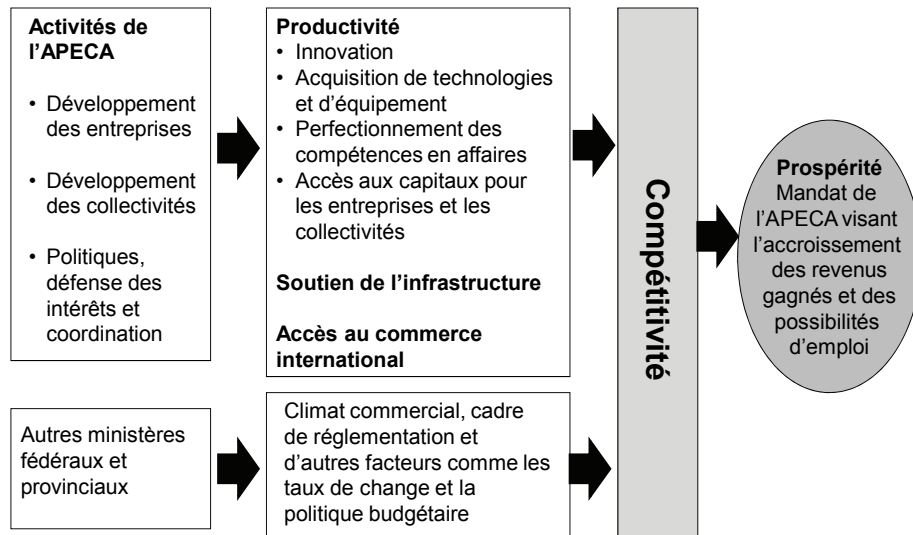 Activités de
l'APECA
• Développement
des entreprises
• Développement
des collectivités
• Politiques,
défense des
intérêts et
coordination
Productivité
• Innovation
• Acquisition de technologies
et d'équipement
• Perfectionnement des
compétences en affaires
• Accès aux capitaux pour
les entreprises et les
collectivités
Soutien de l'infrastructure
Accès au commerce
international
Autres ministères
fédéraux et
provinciaux
Climat commercial, cadre
de réglementation et
d'autres facteurs comme les
taux de change et la
politique budgétaire
Compétitivité
Prospérité
Mandat de
l'APECA visant
l'accroissement
des revenus
gagnés et des
possibilités
d'emploi